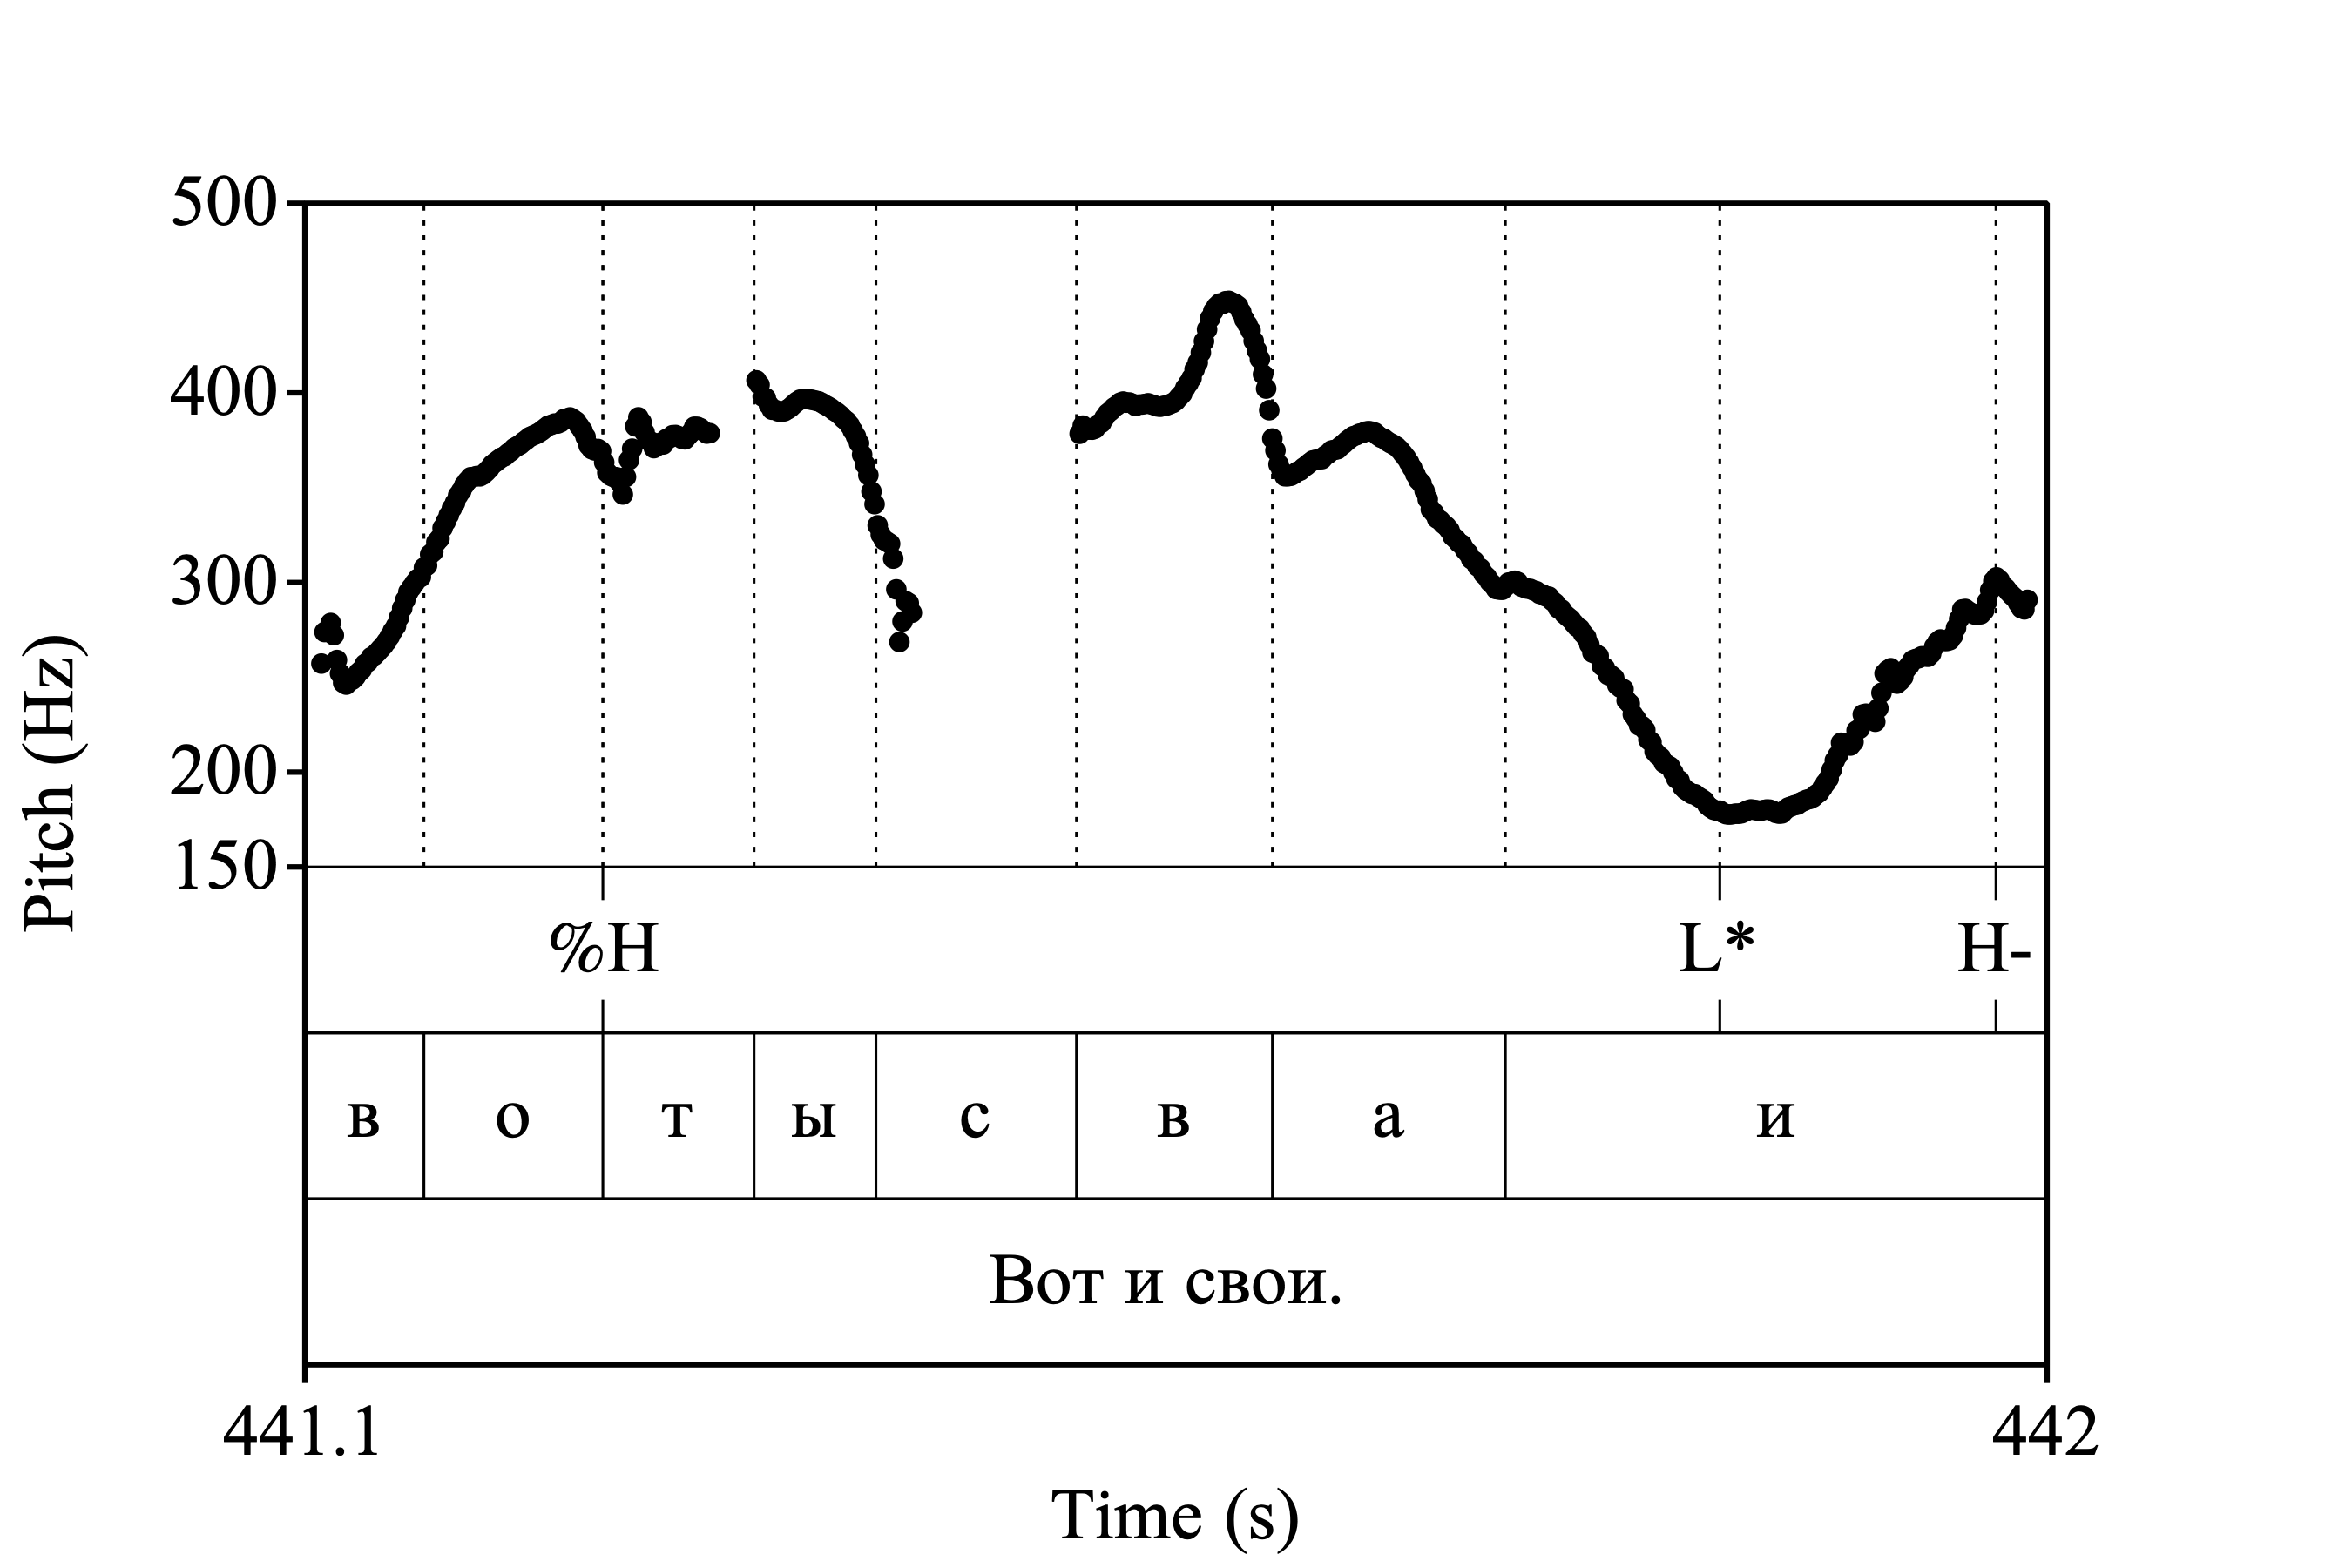 500
400
300
200
150
Pitch (Hz)
%H L* H-
в о т ы с в а и
Вот и свои.
441.1 442
Time (s)